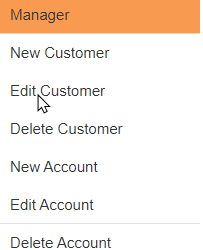 Manager
New Customer
Edit Customer
Delete Customer
New Account
Edit Account
Delete Account